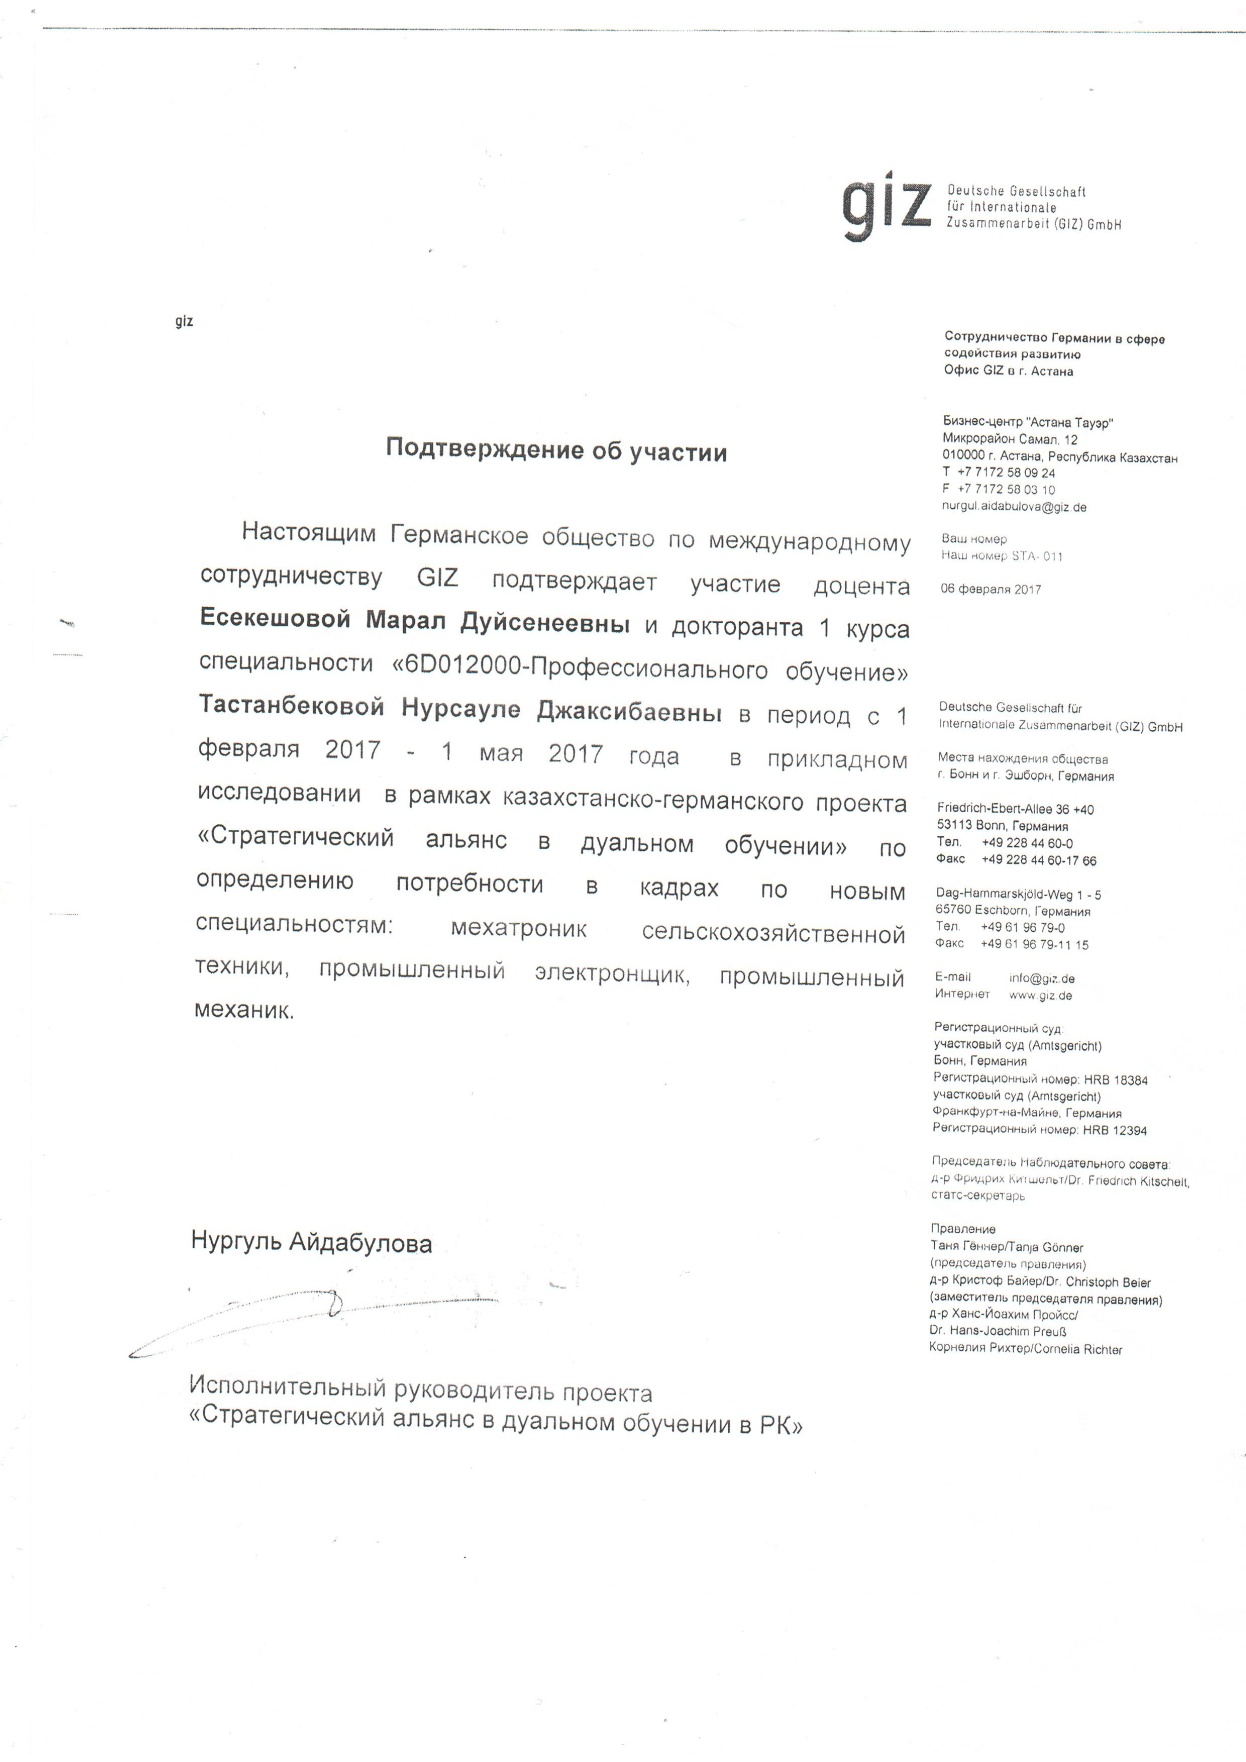 giz
Deutsche Gesellschaft
für Internationale
Zusammenarbeit (GIZ) GmbH
giz
Сотрудничество Германии в сфере
содействия развитию
Офис GIZ в г. Астана
Бизнес-центр "Астана Тауэр"
Микрорайон Самал, 12
010000 г. Астана, Республика Казахстан
T +7 7172 58 09 24
F +7 7172 58 03 10
nurgul.aidabulova@giz.de
Ваш номер
Наш номер STA- 011
06 февраля 2017
Подтверждение об участии
Настоящим Германское общество по международному
сотрудничеству GIZ подтверждает участие доцента
Есекешовой Марал Дуйсенеевны и докторанта 1 курса
специальности «6D012000-Профессионального обучение»
Тастанбековой Нурсауле Джаксибаевны в период с 1
февраля 2017 - 1 мая 2017 года в прикладном
исследовании в рамках казахстанско-германского проекта
«Стратегический альянс в дуальном обучении» по
определению потребности в кадрах по новым
специальностям: мехатроник сельскохозяйственной
техники, промышленный электронщик, промышленный
механик.
Deutsche Gesellschaft für
Internationale Zusammenarbeit (GIZ) GmbH
Места нахождения общества
г. Бонн и г. Эшборн, Германия
Friedrich-Ebert-Allee 36 +40
53113 Bonn, Германия
Тел. +49 228 44 60-0
Факс +49 228 44 60-17 66
Dag-Hammarskjöld-Weg 1 - 5
65760 Eschborn, Германия
Тел. +49 61 96 79-0
Факс +49 61 96 79-11 15
E-mail info@giz.de
Интернет www.giz.de
Регистрационный суд
участковый суд (Amtsgericht)
Бонн, Германия
Регистрационный номер: HRB 18384
участковый суд (Amtsgericht)
Франкфурт-на-Майне, Германия
Регистрационный номер: HRB 12394
Председатель Наблюдательного совета:
д-р Фридрих Китшельт/Dr. Friedrich Kitschelt,
статс-секретарь
Правление
Таня Гённер/Tanja Gönner
(председатель правления)
д-р Кристоф Байер/Dr. Christoph Beier
(заместитель председателя правления)
д-р Ханс-Йоахим Пройсс/
Dr. Hans-Joachim Preuß
Корнелия Рихтер/Cornelia Richter
Нургуль Айдабулова
Исполнительный руководитель проекта
«Стратегический альянс в дуальном обучении в РК»